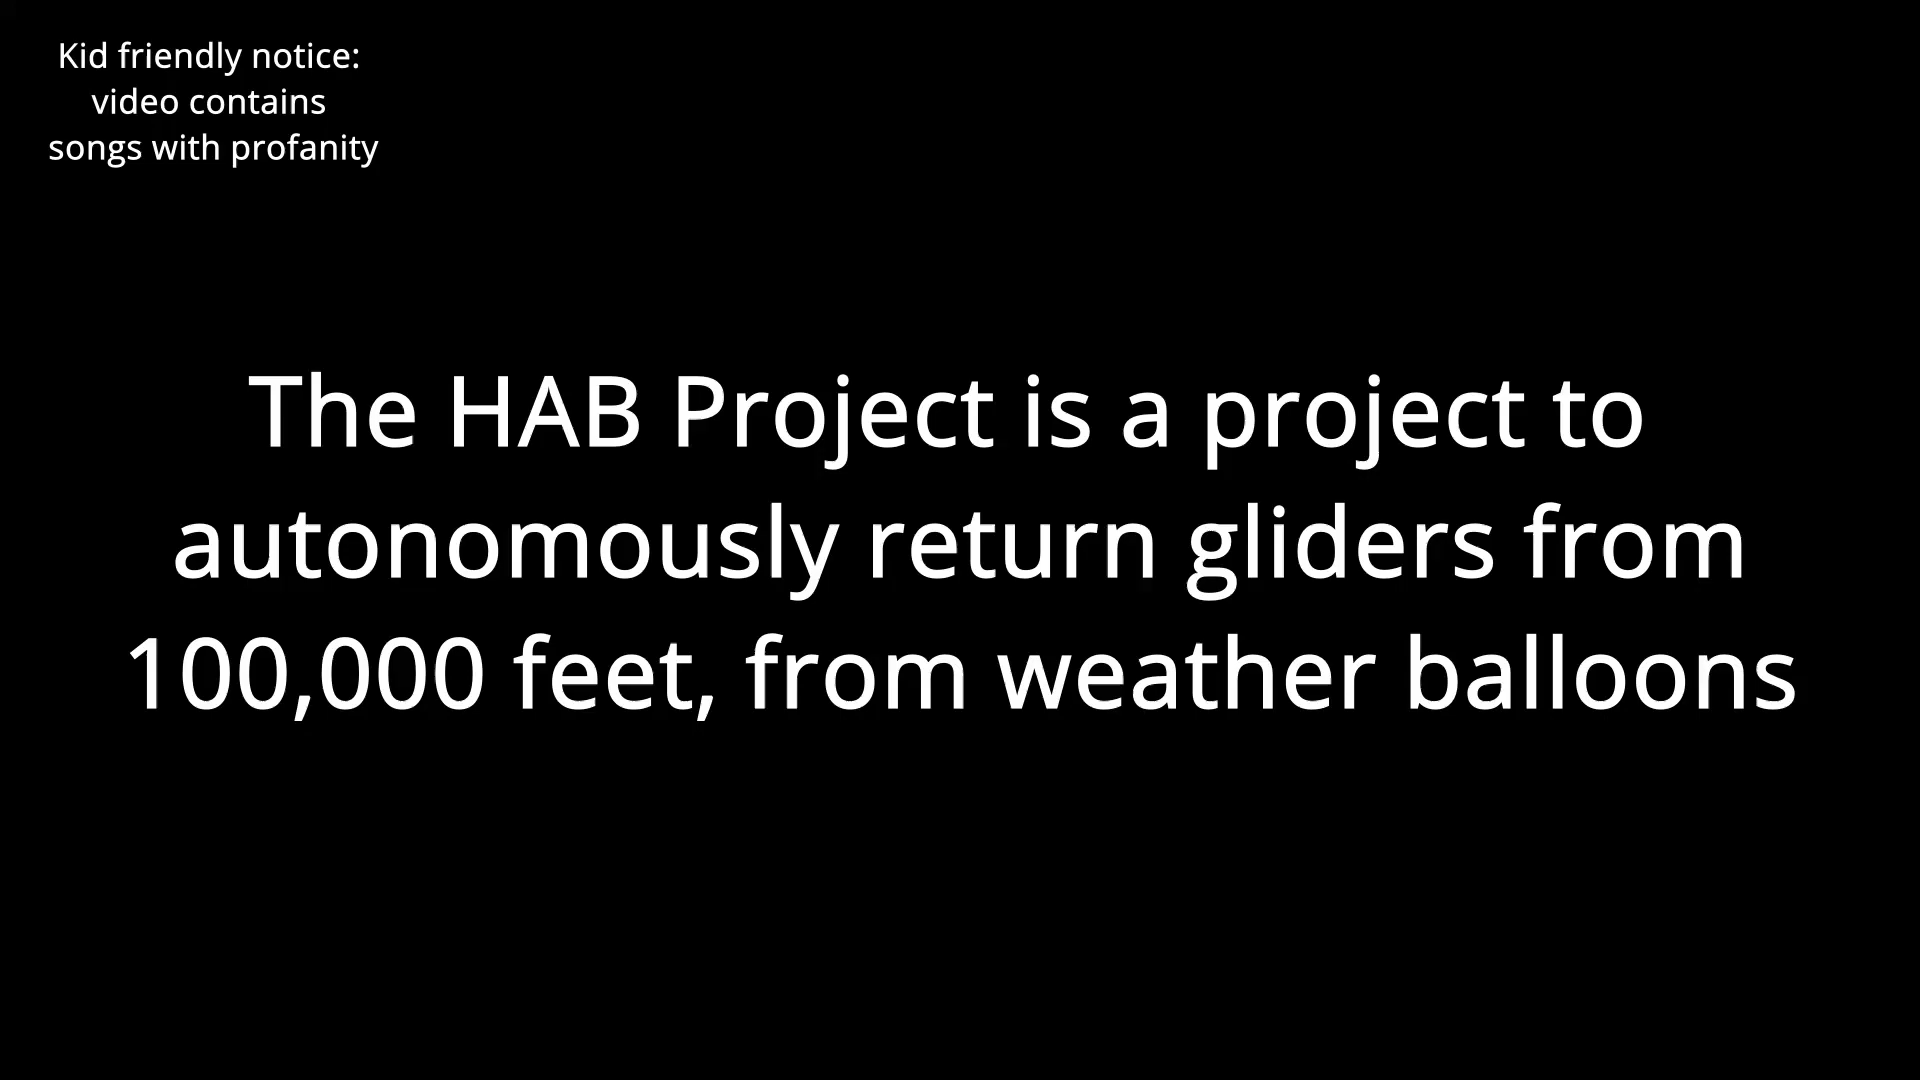 Kid friendly notice:
video contains
songs with profanity
The HAB Project is a project to
autonomously return gliders from
100,000 feet, from weather balloons